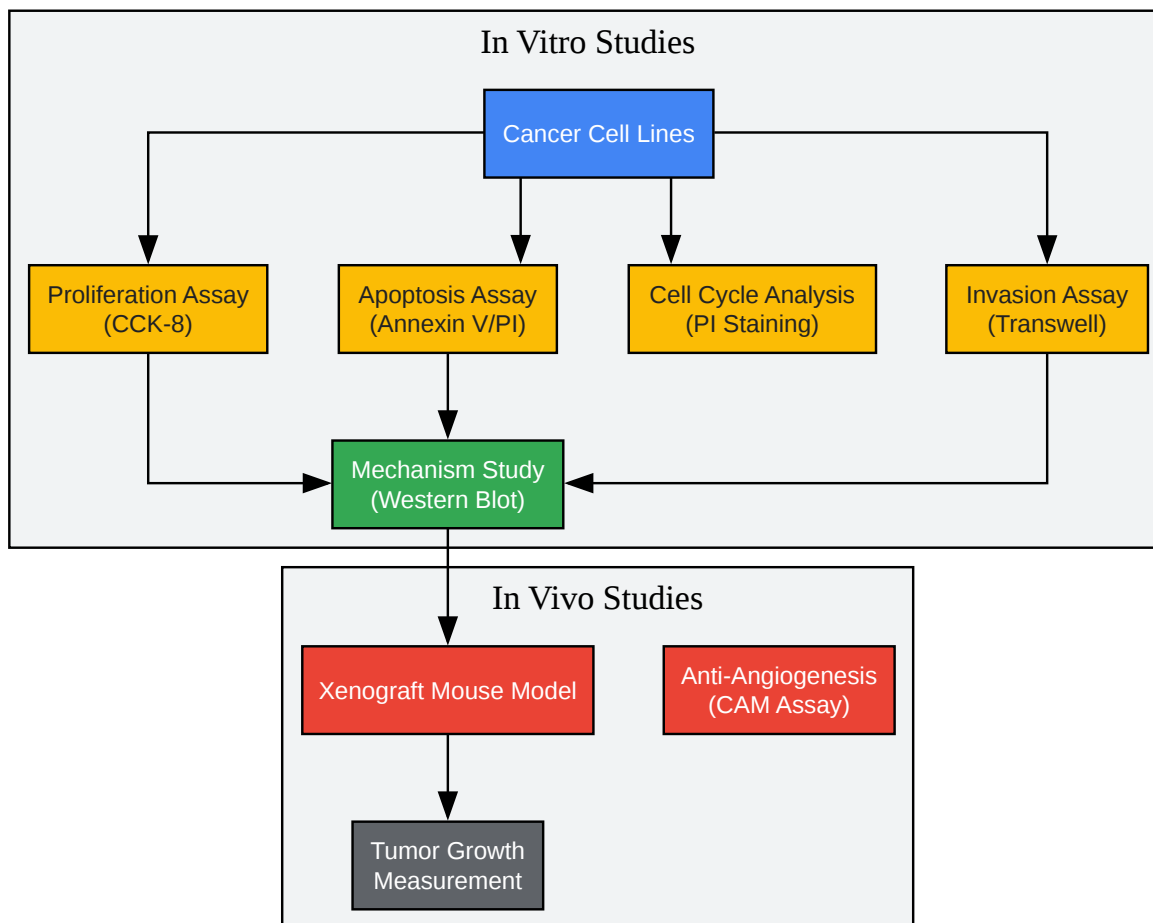 In Vitro Studies
Cancer Cell Lines
Proliferation Assay
(CCK-8)
Apoptosis Assay
(Annexin V/PI)
Cell Cycle Analysis
(PI Staining)
Invasion Assay
(Transwell)
Mechanism Study
(Western Blot)
In Vivo Studies
Xenograft Mouse Model
Anti-Angiogenesis
(CAM Assay)
Tumor Growth
Measurement